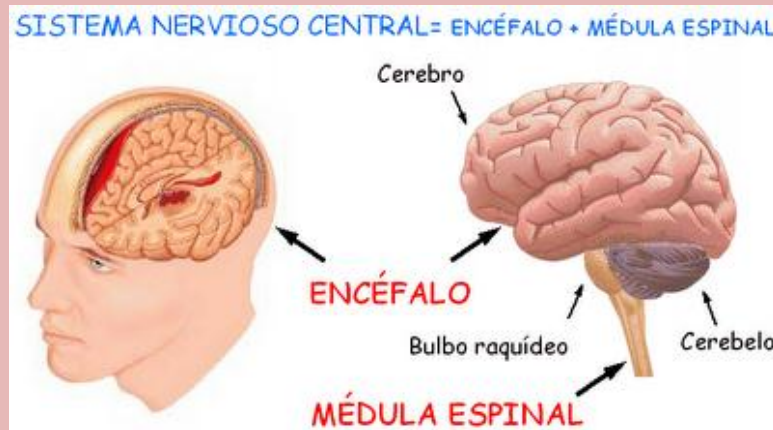 SISTEMA NERVIOSO CENTRAL= ENCÉFALO + MÉDULA ESPINAL
Cerebro
ENCÉFALO
Bulbo raquídeo
Cerebelo
MÉDULA ESPINAL